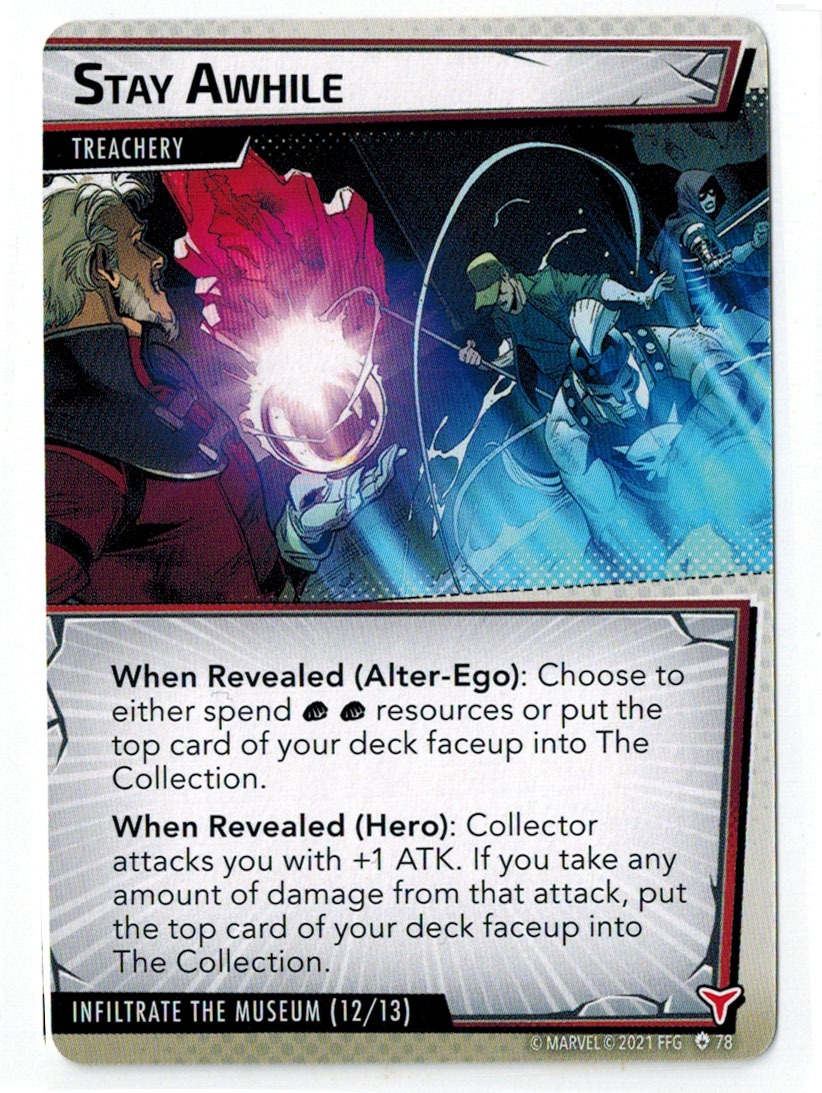 STAY AWHILE
TREACHERY
When Revealed (Alter-Ego): Choose to
either spend resources or put the
top card of your deck faceup into The
Collection.
When Revealed (Hero): Collector
attacks you with +1 ATK. If you take any
amount of damage from that attack, put
the top card of your deck faceup into
The Collection.
INFILTRATE THE MUSEUM (12/13)
© MARVEL © 2021 FFG 78